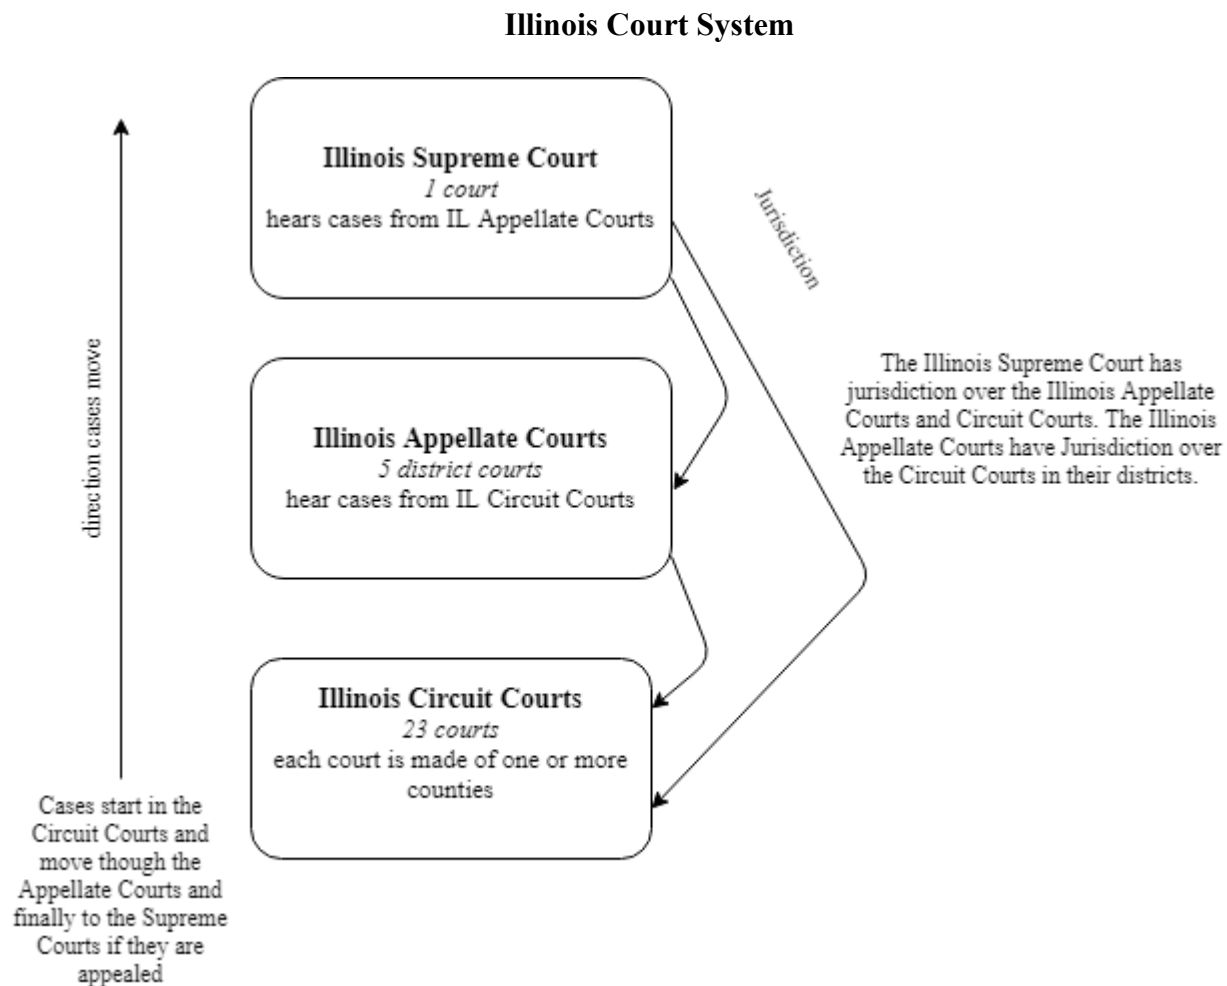 Illinois Court System
Illinois Supreme Court
1 court
hears cases from IL Appellate Courts
Jurisdiction
direction cases move
The Illinois Supreme Court has
jurisdiction over the Illinois Appellate
Courts and Circuit Courts. The Illinois
Appellate Courts have Jurisdiction over
the Circuit Courts in their districts.
Illinois Appellate Courts
5 district courts
hear cases from IL Circuit Courts
Illinois Circuit Courts
23 courts
each court is made of one or more
counties
Cases start in the
Circuit Courts and
move though the
Appellate Courts and
finally to the Supreme
Courts if they are
appealed